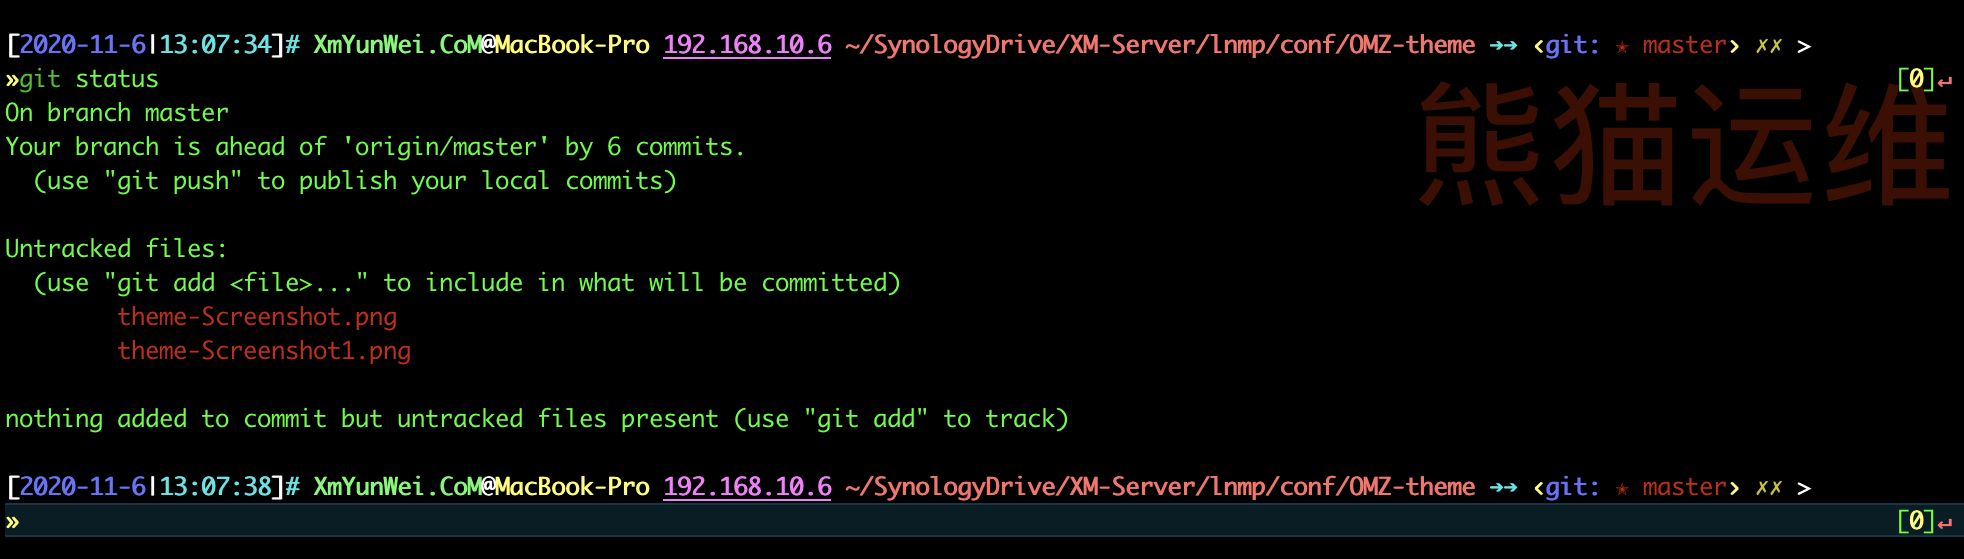 [2020-11-6|13:07:34]# XmYunWei.CoM@MacBook-Pro 192.168.10.6 ~/SynologyDrive/XM-Server/lnmp/conf/OMZ-theme →→ ‹git: ✭ master› ✗✗ >
»git status [0]↵
熊猫运维
On branch master
Your branch is ahead of 'origin/master' by 6 commits.
  (use "git push" to publish your local commits)
Untracked files:
  (use "git add <file>..." to include in what will be committed)
        theme-Screenshot.png
        theme-Screenshot1.png
nothing added to commit but untracked files present (use "git add" to track)
[2020-11-6|13:07:38]# XmYunWei.CoM@MacBook-Pro 192.168.10.6 ~/SynologyDrive/XM-Server/lnmp/conf/OMZ-theme →→ ‹git: ✭ master› ✗✗ >
» [0]↵